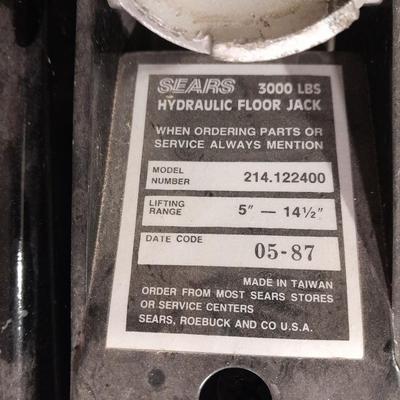 SEARS 3000 LBS
HYDRAULIC FLOOR JACK
WHEN ORDERING PARTS OR
SERVICE ALWAYS MENTION
MODEL
NUMBER 214.122400
LIFTING
RANGE 5" — 14½"
DATE CODE 05-87
MADE IN TAIWAN
ORDER FROM MOST SEARS STORES
OR SERVICE CENTERS
SEARS, ROEBUCK AND CO U.S.A.